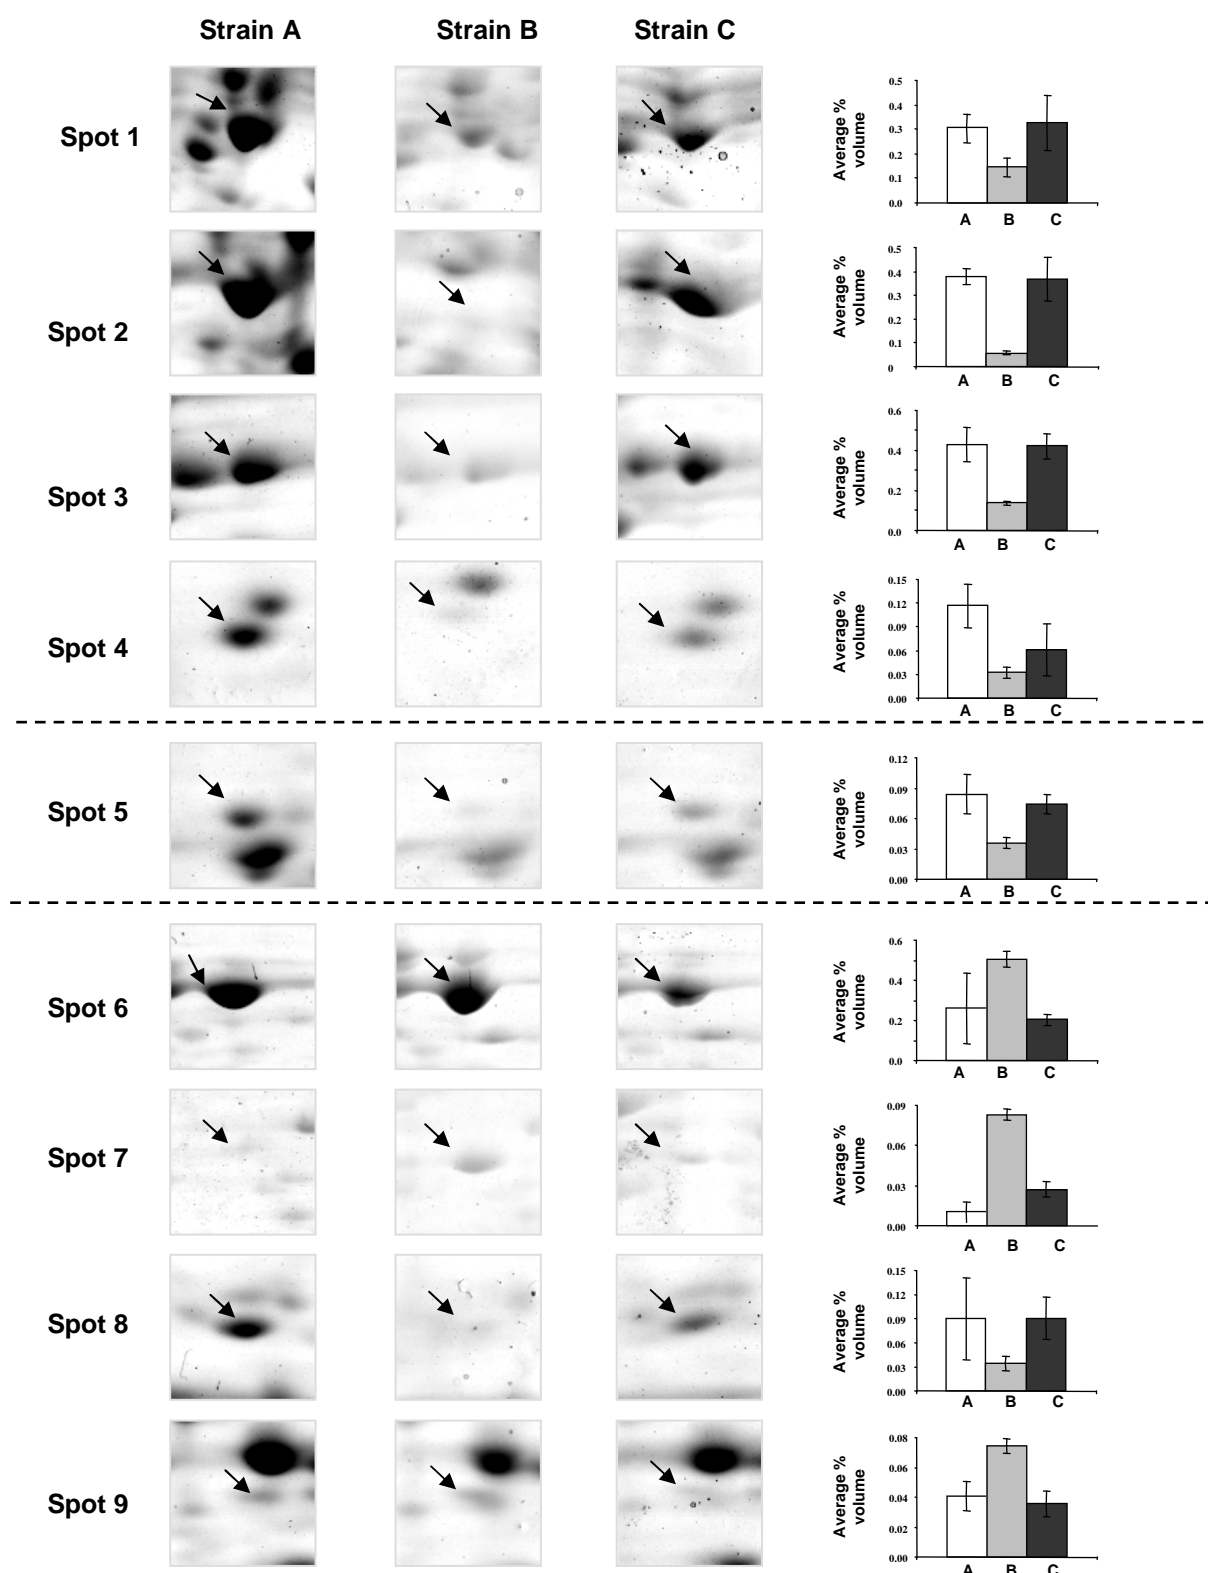 Strain A Strain B Strain C
Spot 1
Average %
volume
0.5
0.4
0.3
0.2
0.1
0.0
A B C
Spot 2
Average %
volume
0.5
0.4
0.3
0.2
0.1
0
A B C
Spot 3
Average %
volume
0.6
0.4
0.2
0.0
A B C
Spot 4
Average %
volume
0.15
0.12
0.09
0.06
0.03
0.00
A B C
Spot 5
Average %
volume
0.12
0.09
0.06
0.03
0.00
A B C
Spot 6
Average %
volume
0.6
0.4
0.2
0.0
A B C
Spot 7
Average %
volume
0.09
0.06
0.03
0.00
A B C
Spot 8
Average %
volume
0.15
0.12
0.09
0.06
0.03
0.00
A B C
Spot 9
Average %
volume
0.08
0.06
0.04
0.02
0.00
A B C